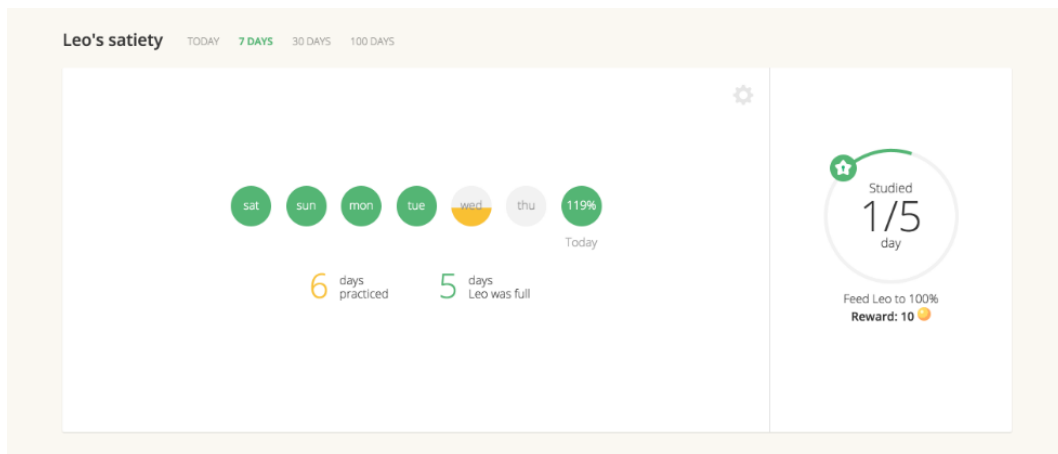 Leo's satiety TODAY 7 DAYS 30 DAYS 100 DAYS
sat sun mon tue wed thu 119%
Today
6 days practiced
5 days Leo was full
Studied
1/5
day
Feed Leo to 100%
Reward: 10